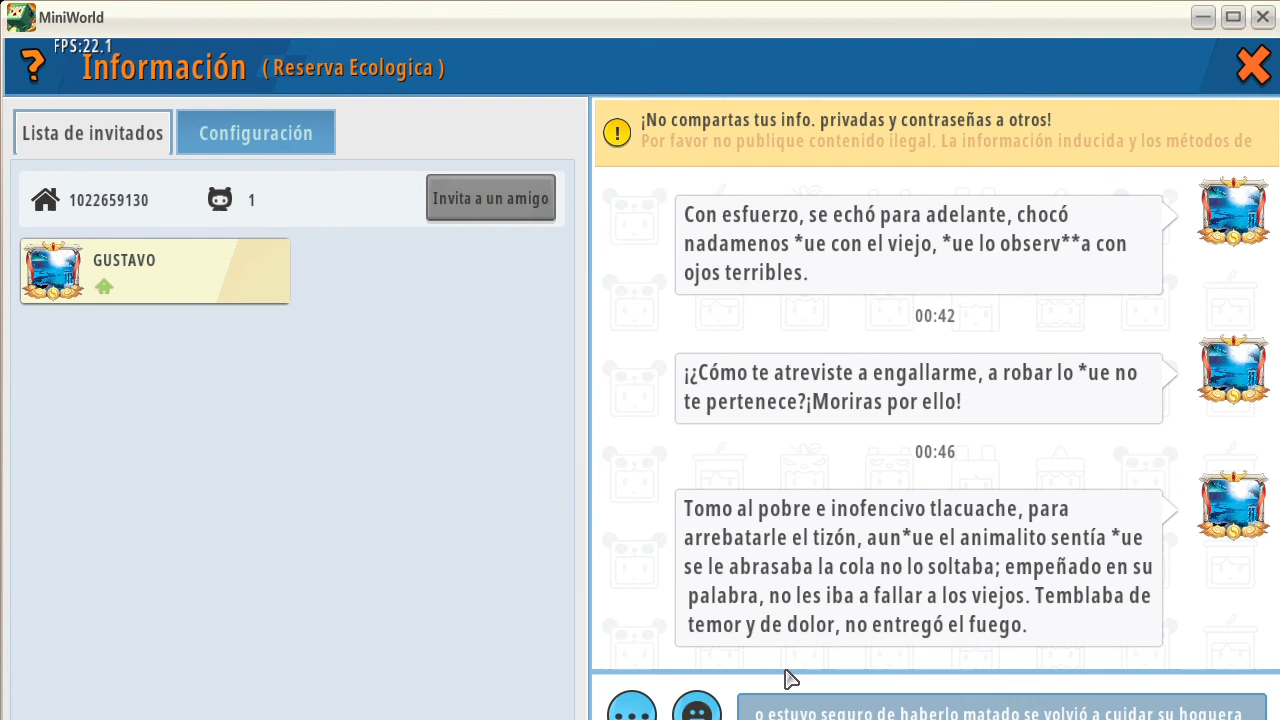 MiniWorld
FPS:22.1
Información ( Reserva Ecologica )
Lista de invitados
Configuración
1022659130
1
Invita a un amigo
GUSTAVO
¡No compartas tus info. privadas y contraseñas a otros!
Por favor no publique contenido ilegal. La información inducida y los métodos de
Con esfuerzo, se echó para adelante, chocó
nadamenos *ue con el viejo, *ue lo observ**a con
ojos terribles.
00:42
¡¿Cómo te atreviste a engallarme, a robar lo *ue no
te pertenece?¡Moriras por ello!
00:46
Tomo al pobre e inofencivo tlacuache, para
arrebatarle el tizón, aun*ue el animalito sentía *ue
se le abrasaba la cola no lo soltaba; empeñado en su
palabra, no les iba a fallar a los viejos. Temblaba de
temor y de dolor, no entregó el fuego.
o estuvo seguro de haberlo matado se volvió a cuidar su hoguera